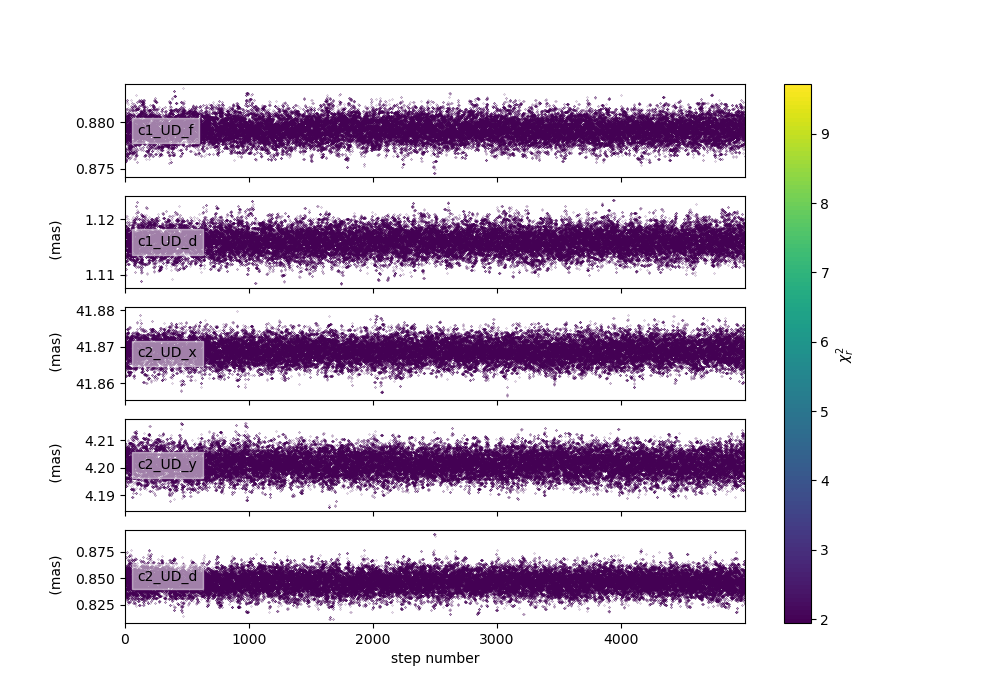 0.880
0.875
c1_UD_f
1.12
1.11
(mas)
c1_UD_d
41.88
41.87
41.86
(mas)
c2_UD_x
4.21
4.20
4.19
(mas)
c2_UD_y
0.875
0.850
0.825
(mas)
c2_UD_d
0
1000
2000
3000
4000
step number
9
8
7
6
5
4
3
2
χ²ᵣ